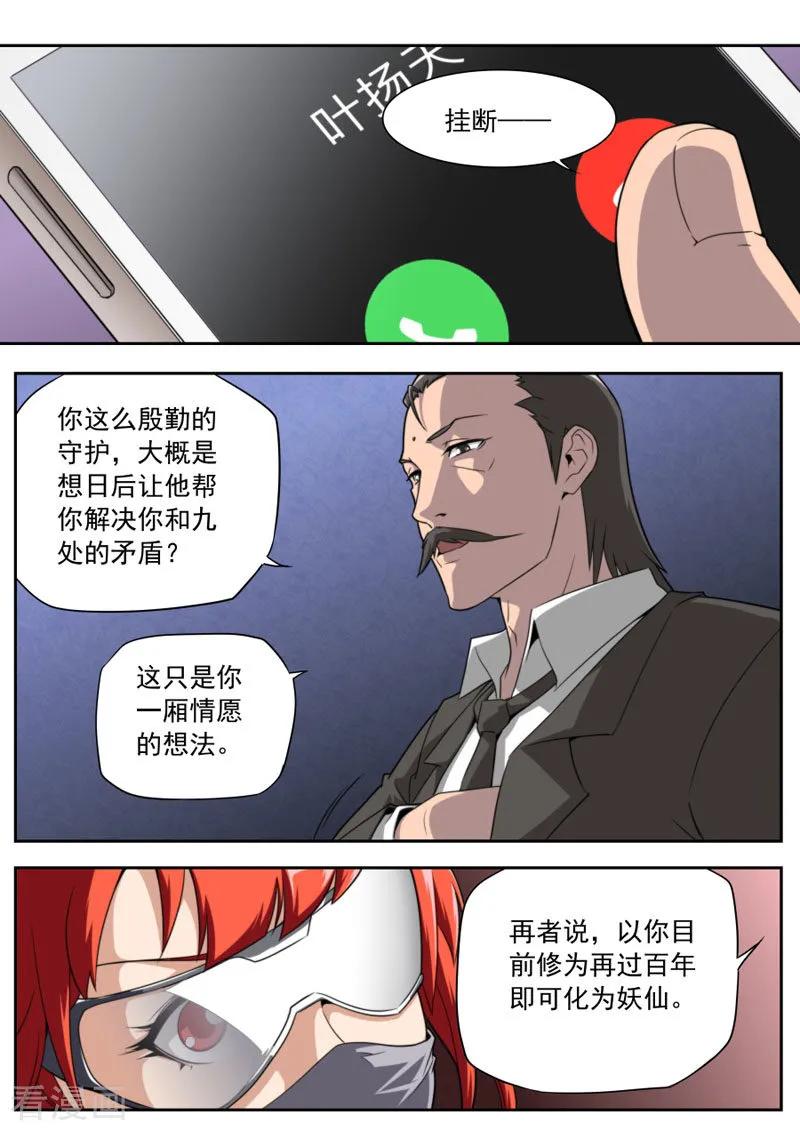 叶扬天
挂断——
你这么殷勤的
守护，大概是
想日后让他帮
你解决你和九
处的矛盾？
这只是你
一厢情愿
的想法。
再者说，以你目
前修为再过百年
即可化为妖仙。
看漫画